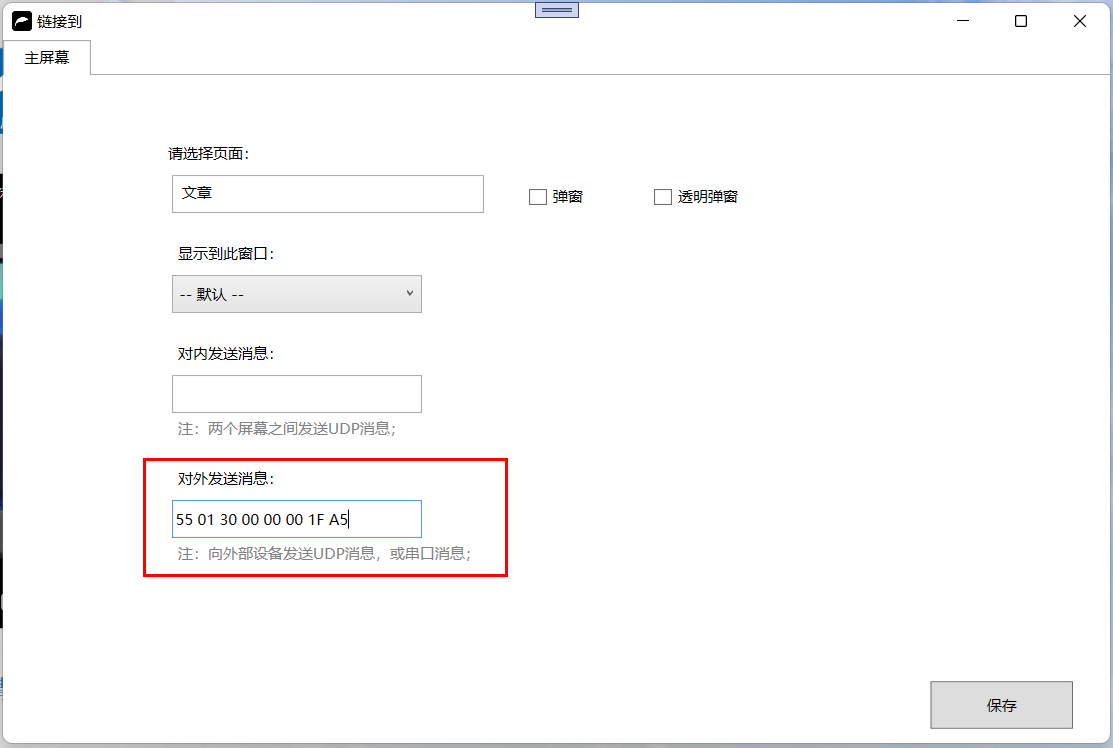 链接到
主屏幕
请选择页面：
文章
弹窗
透明弹窗
显示到此窗口：
-- 默认 --
对内发送消息：
注：两个屏幕之间发送UDP消息；
对外发送消息：
55 01 30 00 00 00 1F A5
注：向外部设备发送UDP消息，或串口消息；
保存